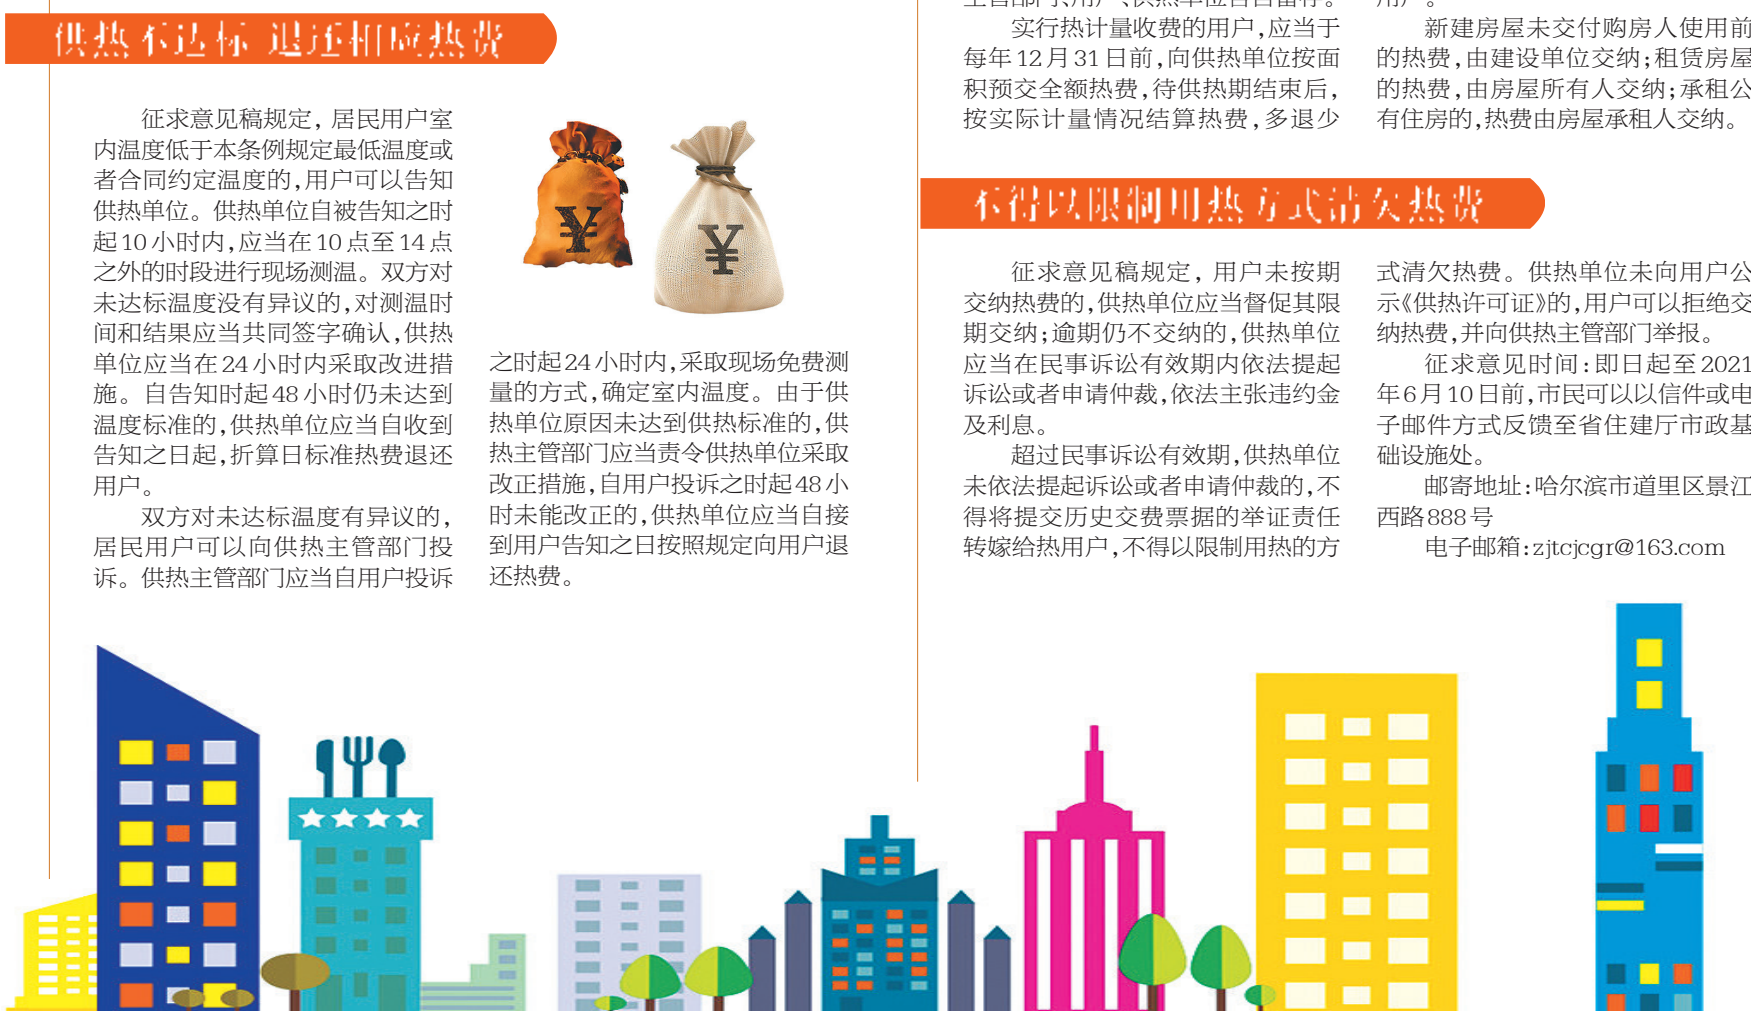 供热不达标 退还相应热费
征求意见稿规定，居民用户室
内温度低于本条例规定最低温度或
者合同约定温度的，用户可以告知
供热单位。供热单位自被告知之时
起10小时内，应当在10点至14点
之外的时段进行现场测温。双方对
未达标温度没有异议的，对测温时
间和结果应当共同签字确认，供热
单位应当在24小时内采取改进措
施。自告知时起48小时仍未达到
温度标准的，供热单位应当自收到
告知之日起，折算日标准热费退还
用户。
双方对未达标温度有异议的，
居民用户可以向供热主管部门投
诉。供热主管部门应当自用户投诉
¥
¥
之时起24小时内，采取现场免费测
量的方式，确定室内温度。由于供
热单位原因未达到供热标准的，供
热主管部门应当责令供热单位采取
改正措施，自用户投诉之时起48小
时未能改正的，供热单位应当自接
到用户告知之日按照规定向用户退
还热费。
实行热计量收费的用户，应当于
每年12月31日前，向供热单位按面
积预交全额热费，待供热期结束后，
按实际计量情况结算热费，多退少
用户。
新建房屋未交付购房人使用前
的热费，由建设单位交纳；租赁房屋
的热费，由房屋所有人交纳；承租公
有住房的，热费由房屋承租人交纳。
不得以限制用热方式清欠热费
征求意见稿规定，用户未按期
交纳热费的，供热单位应当督促其限
期交纳；逾期仍不交纳的，供热单位
应当在民事诉讼有效期内依法提起
诉讼或者申请仲裁，依法主张违约金
及利息。
超过民事诉讼有效期，供热单位
未依法提起诉讼或者申请仲裁的，不
得将提交历史交费票据的举证责任
转嫁给热用户，不得以限制用热的方
式清欠热费。供热单位未向用户公
示《供热许可证》的，用户可以拒绝交
纳热费，并向供热主管部门举报。
征求意见时间：即日起至2021
年6月10日前，市民可以以信件或电
子邮件方式反馈至省住建厅市政基
础设施处。
邮寄地址：哈尔滨市道里区景江
西路888号
电子邮箱：zjtcjcgr@163.com